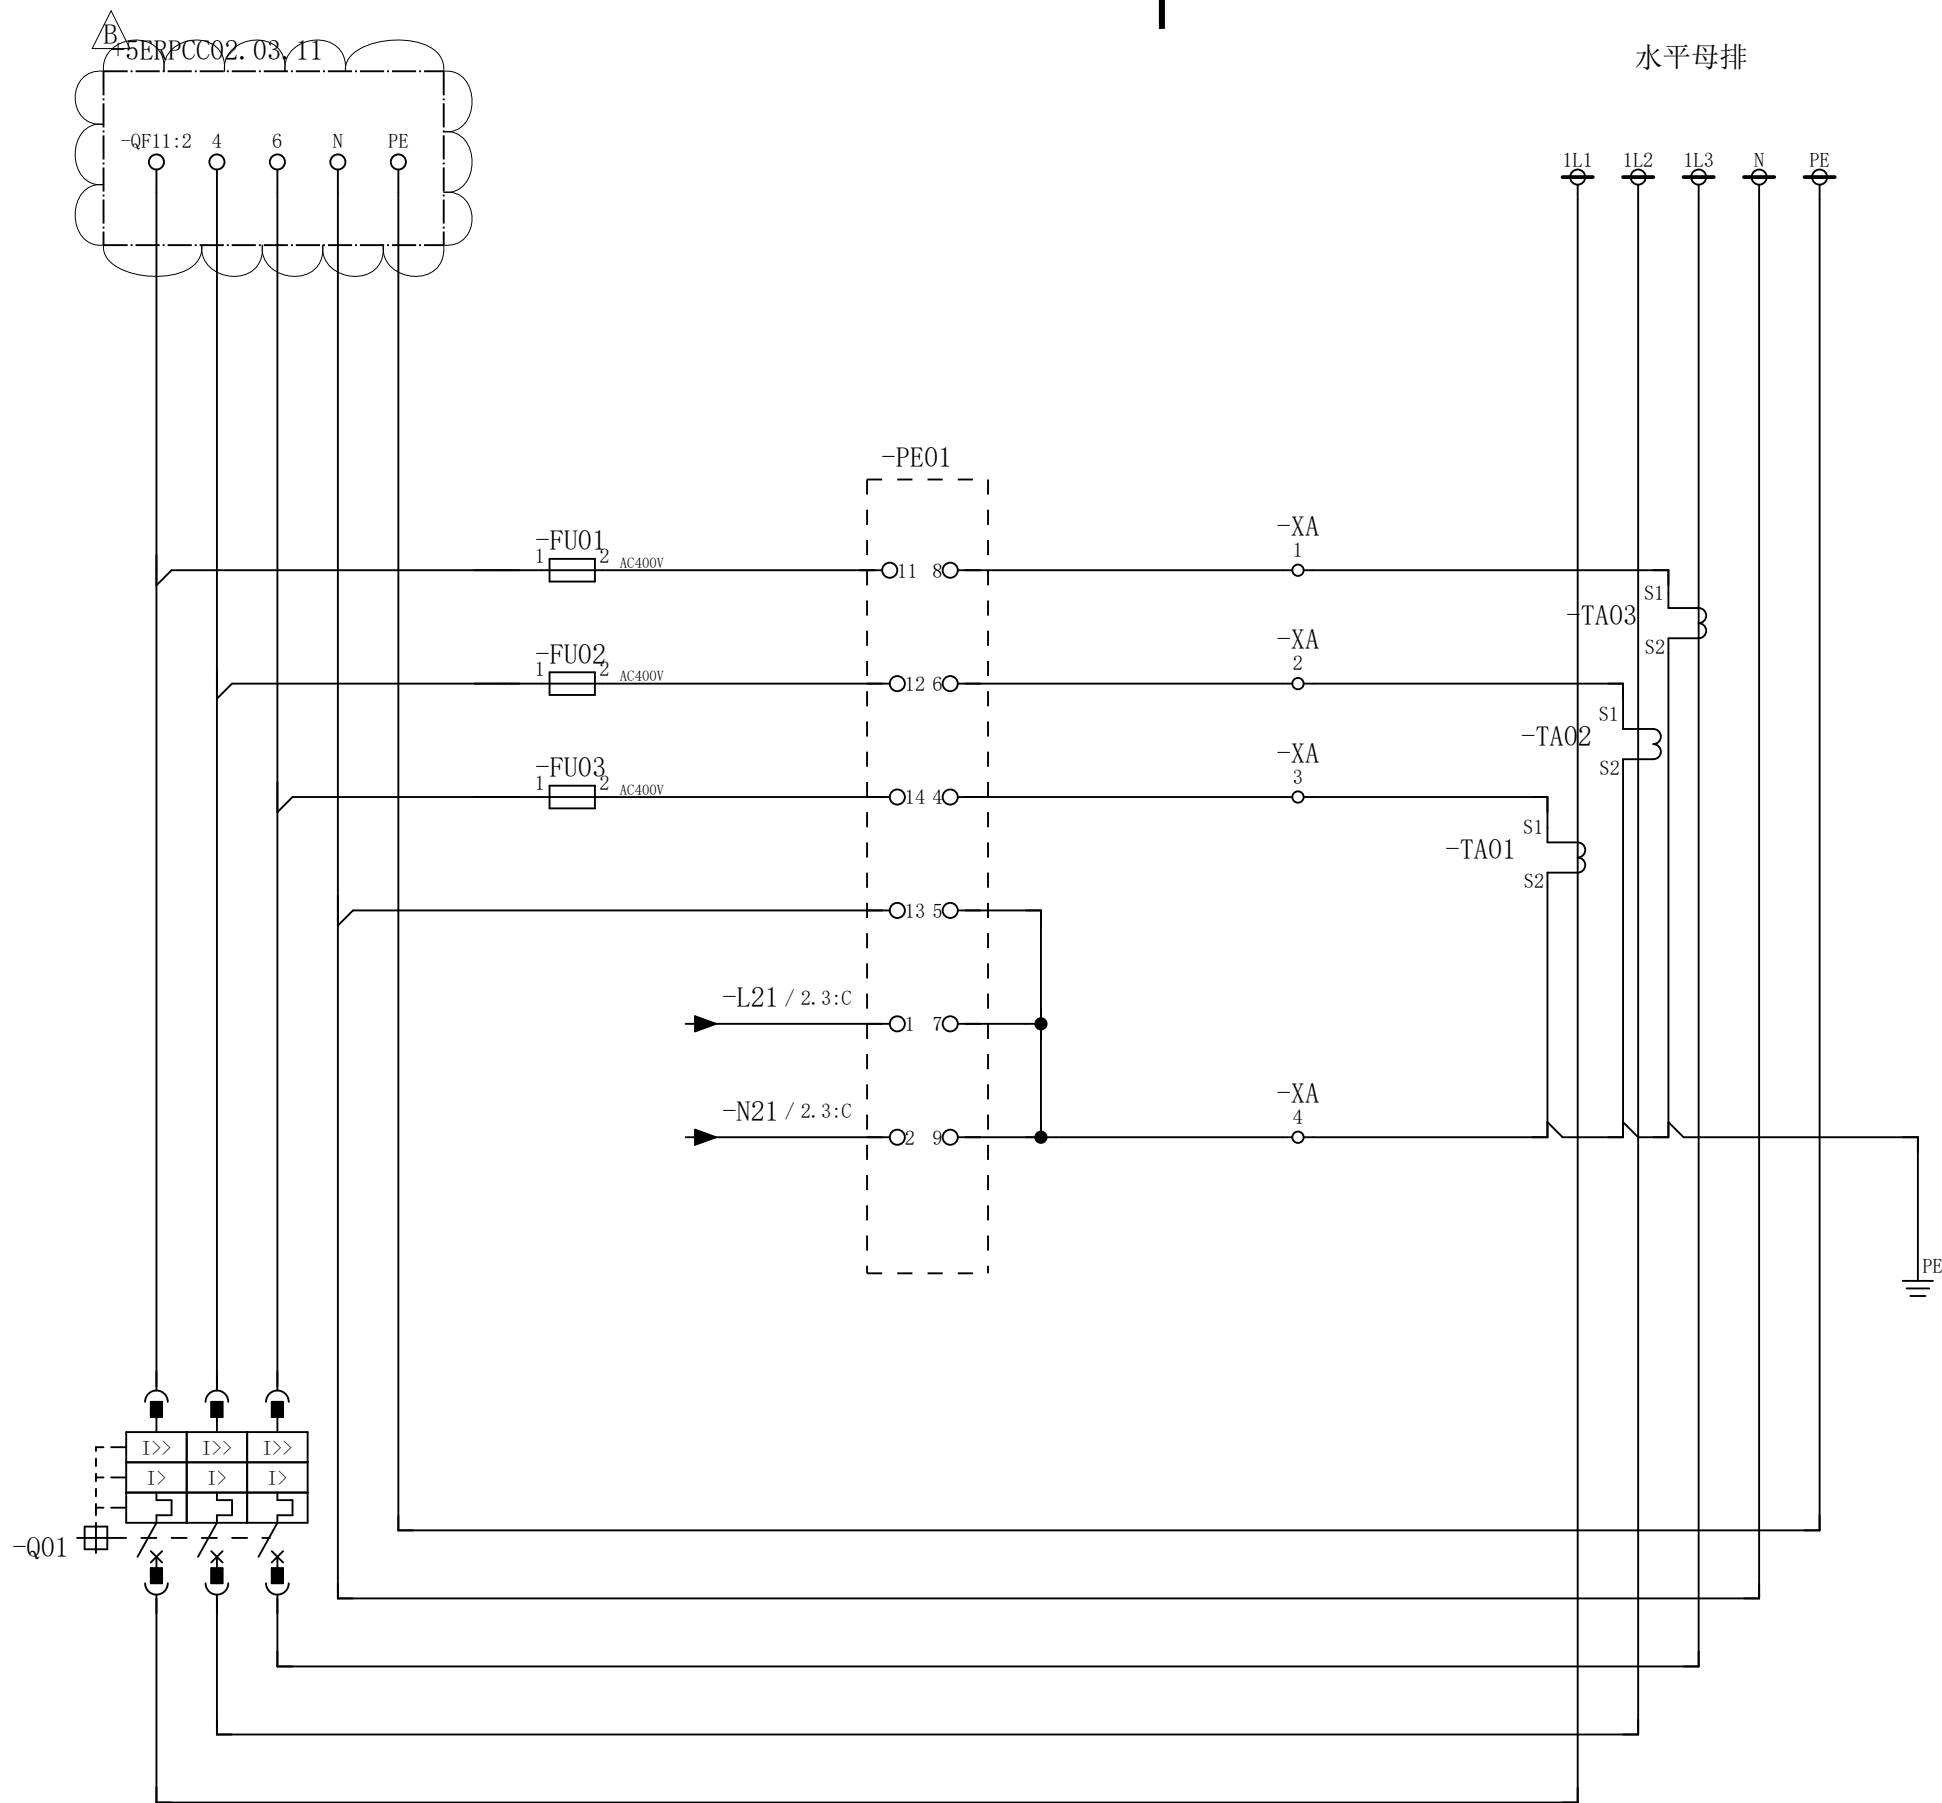 B
+5ERPCC02.03.11
水平母排
-QF11:2 4 6 N PE
1L1 1L2 1L3 N PE
-PE01
-FU01
1 2 AC400V
11 8
-XA
1
S1
-TA03
S2
-FU02
1 2 AC400V
12 6
-XA
2
S1
-TA02
S2
-FU03
1 2 AC400V
14 4
-XA
3
S1
-TA01
S2
13 5
-L21 / 2.3:C
1 7
-N21 / 2.3:C
2 9
-XA
4
PE
I>> I>> I>>
I> I> I>
-Q01